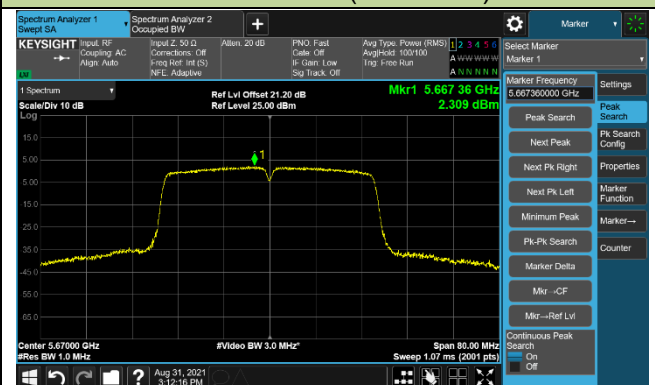 Spectrum Analyzer 1
Swept SA
Spectrum Analyzer 2
Occupied BW
Marker
KEYSIGHT
Input: RF
Coupling: AC
Align: Auto
Input Z: 50 Ω
Corrections: Off
Freq Ref: Int (S)
NFE: Adaptive
Atten: 20 dB
PNO: Fast
Gate: Off
IF Gain: Low
Sig Track: Off
Avg Type: Power (RMS)
Avg|Hold: 100/100
Trig: Free Run
1 2 3 4 5 6
A W W W W W
A N N N N N
Select Marker
Marker 1
1 Spectrum
Scale/Div 10 dB
Log
Ref Lvl Offset 21.20 dB
Ref Level 25.00 dBm
Mkr1 5.667 36 GHz
2.309 dBm
15.0
5.00
-5.00
-15.0
-25.0
-35.0
-45.0
-55.0
-65.0
1
Center 5.67000 GHz
#Res BW 1.0 MHz
#Video BW 3.0 MHz*
Span 80.00 MHz
Sweep 1.07 ms (2001 pts)
Marker Frequency
5.667360000 GHz
Peak Search
Next Peak
Next Pk Right
Next Pk Left
Minimum Peak
Pk-Pk Search
Marker Delta
Mkr→CF
Mkr→Ref Lvl
Continuous Peak
Search
On
Off
Settings
Peak
Search
Pk Search
Config
Properties
Marker
Function
Marker→
Counter
Aug 31, 2021
3:12:16 PM